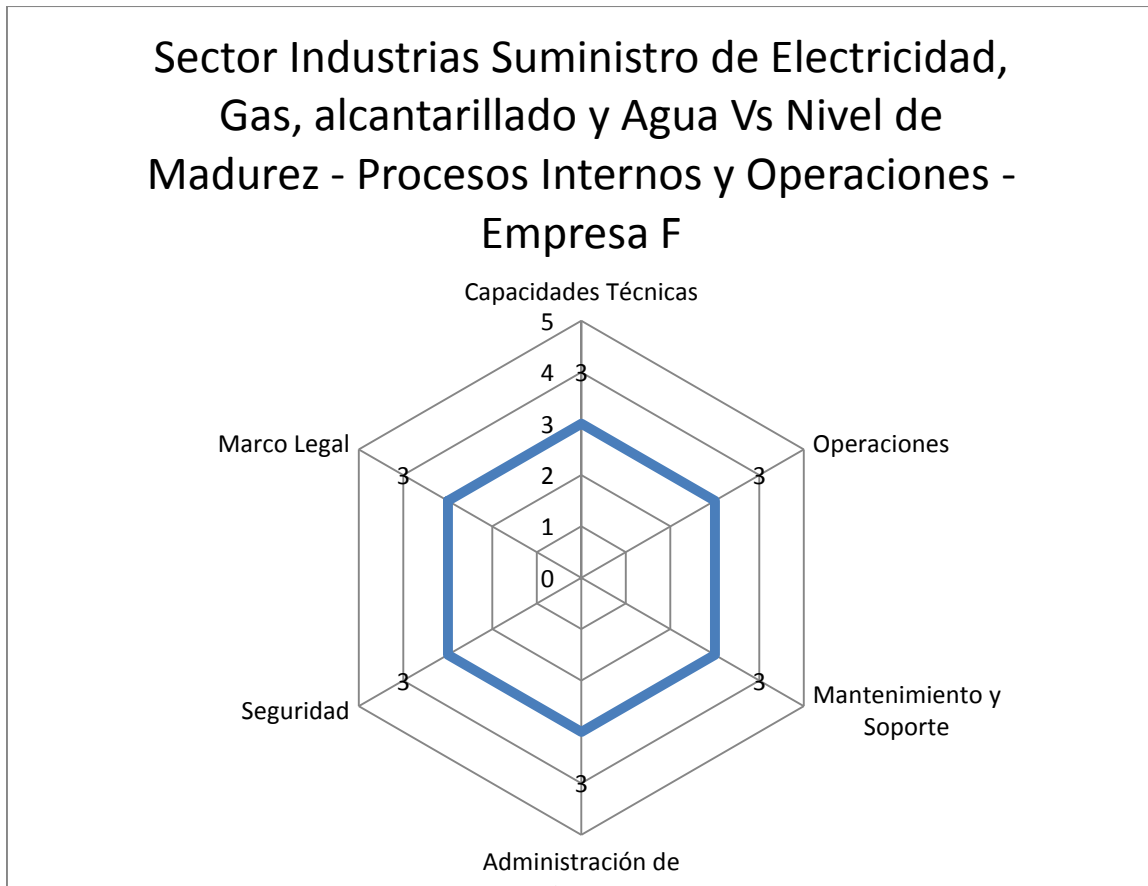 Sector Industrias Suministro de Electricidad,
Gas, alcantarillado y Agua Vs Nivel de
Madurez - Procesos Internos y Operaciones -
Empresa F
Capacidades Técnicas
5
4
3
3
2
1
0
3
Operaciones
3
Mantenimiento y
Soporte
3
Administración de
3
Seguridad
3
Marco Legal